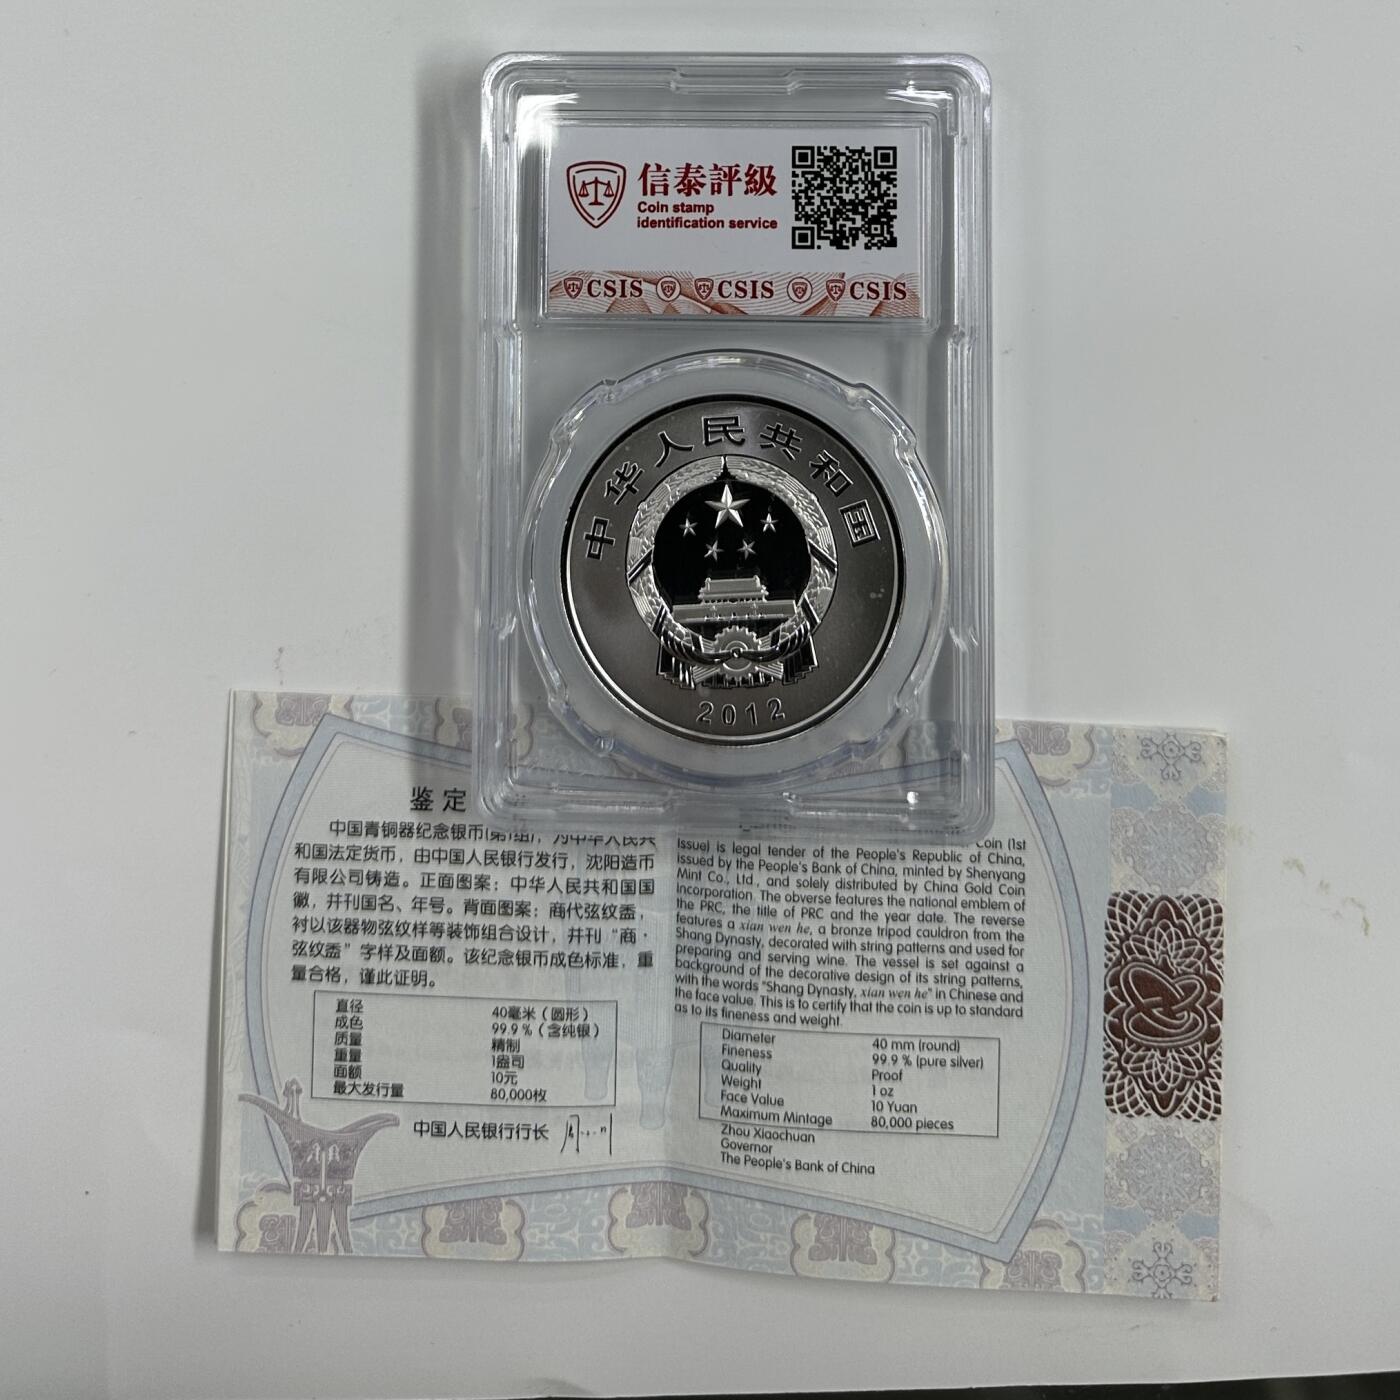 信泰評級
Coin stamp
identification service
CSIS CSIS CSIS
中华人民共和国
2012
鉴定
中国青铜器纪念银币(第1组)，为中华人民共
和国法定货币，由中国人民银行发行，沈阳造币
有限公司铸造。正面图案：中华人民共和国国
徽，并刊国名、年号。背面图案：商代弦纹盉，
衬以该器物弦纹样等装饰组合设计，并刊“商·
弦纹盉”字样及面额。该纪念银币成色标准，重
量合格，谨此证明。
直径 40毫米（圆形）
成色 99.9%（含纯银）
质量 精制
重量 1盎司
面额 10元
最大发行量 80,000枚
中国人民银行行长
Coin (1st
Issue) is legal tender of the People's Republic of China,
issued by the People's Bank of China, minted by Shenyang
Mint Co., Ltd., and solely distributed by China Gold Coin
Incorporation. The obverse features the national emblem of
the PRC, the title of PRC and the year date. The reverse
features a xian wen he, a bronze tripod cauldron from the
Shang Dynasty, decorated with string patterns and used for
preparing and serving wine. The vessel is set against a
background of the decorative design of its string patterns,
with the words "Shang Dynasty, xian wen he" in Chinese and
the face value. This is to certify that the coin is up to standard
as to its fineness and weight.
Diameter 40 mm (round)
Fineness 99.9 % (pure silver)
Quality Proof
Weight 1 oz
Face Value 10 Yuan
Maximum Mintage 80,000 pieces
Zhou Xiaochuan
Governor
The People's Bank of China